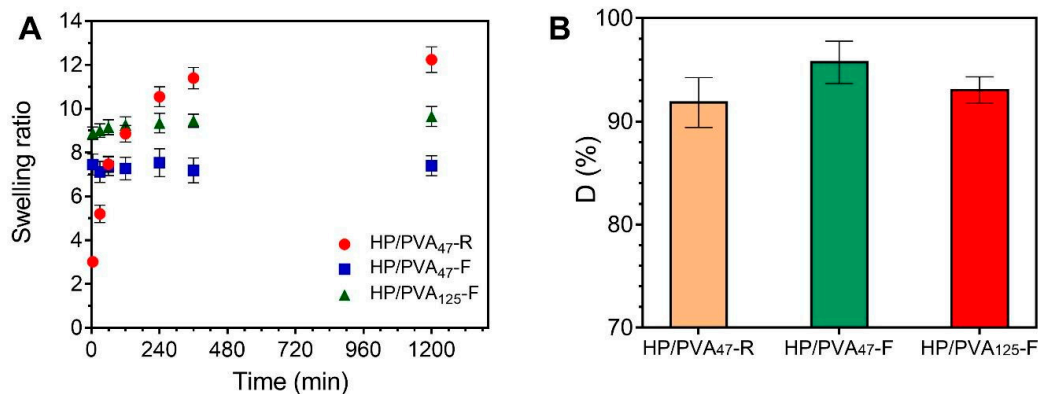 A
14
12
10
8
6
4
2
0
Swelling ratio
0 240 480 720 960 1200
Time (min)
HP/PVA₄₇-R
HP/PVA₄₇-F
HP/PVA₁₂₅-F
B
100
90
80
70
D (%)
HP/PVA₄₇-R HP/PVA₄₇-F HP/PVA₁₂₅-F